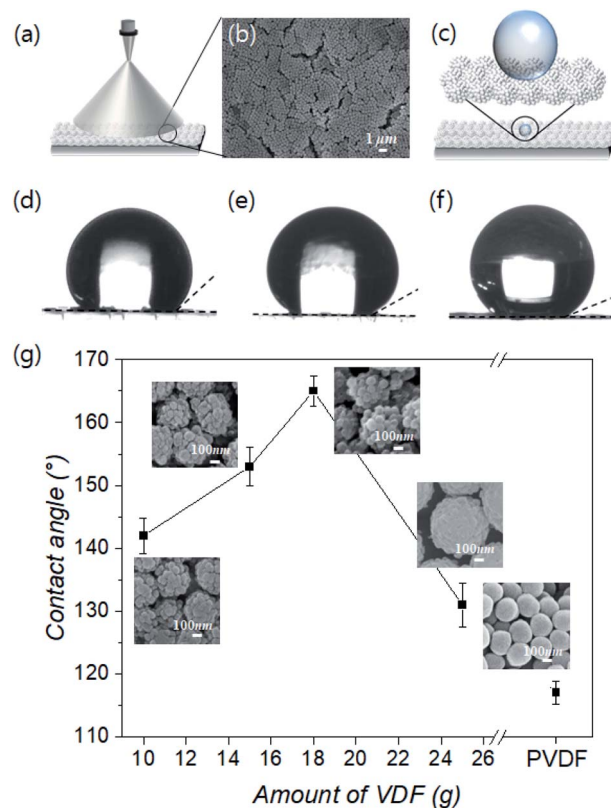 (a)
(b)
(c)
1 μm
(d)
(e)
(f)
(g)
170
160
150
140
130
120
110
Contact angle (°)
100nm
100nm
100nm
100nm
100nm
10 12 14 16 18 20 22 24 26 PVDF
Amount of VDF (g)